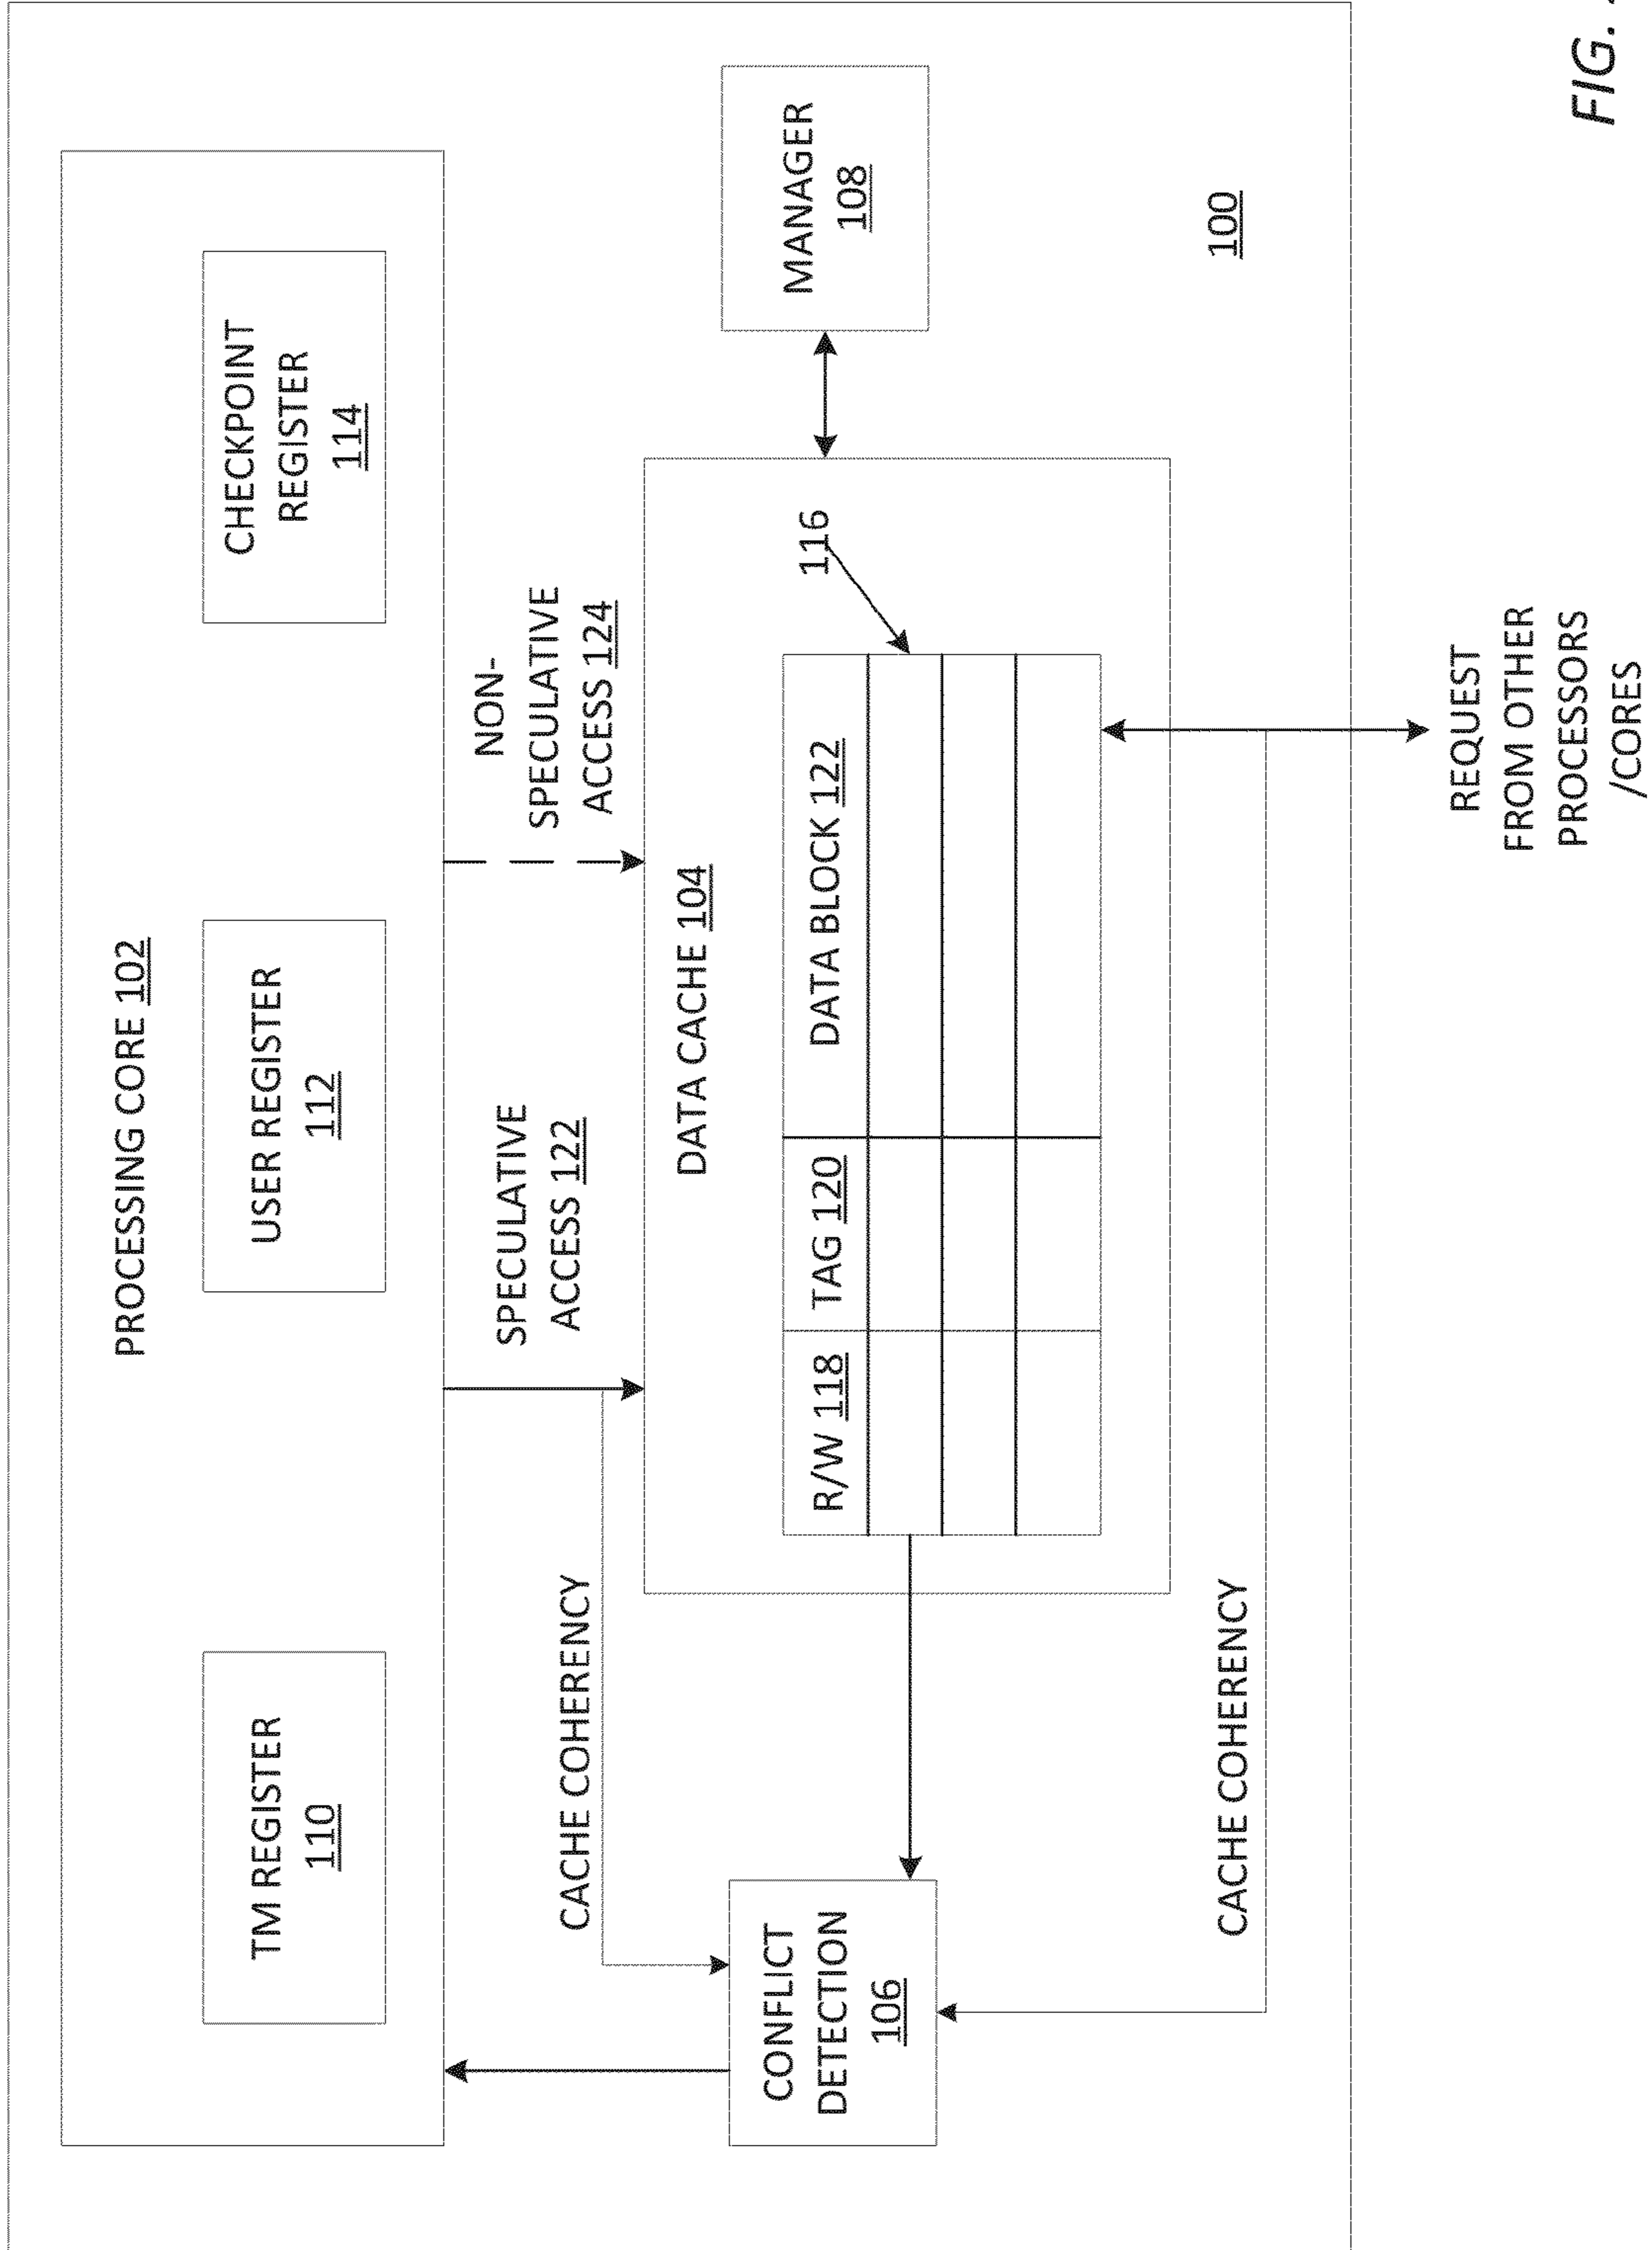 PROCESSING CORE 102
TM REGISTER
110
USER REGISTER
112
CHECKPOINT
REGISTER
114
CACHE COHERENCY
SPECULATIVE
ACCESS 122
NON-
SPECULATIVE
ACCESS 124
DATA CACHE 104
CONFLICT
DETECTION
106
R/W 118
TAG 120
DATA BLOCK 122
116
MANAGER
108
CACHE COHERENCY
100
REQUEST
FROM OTHER
PROCESSORS
/CORES
FIG.